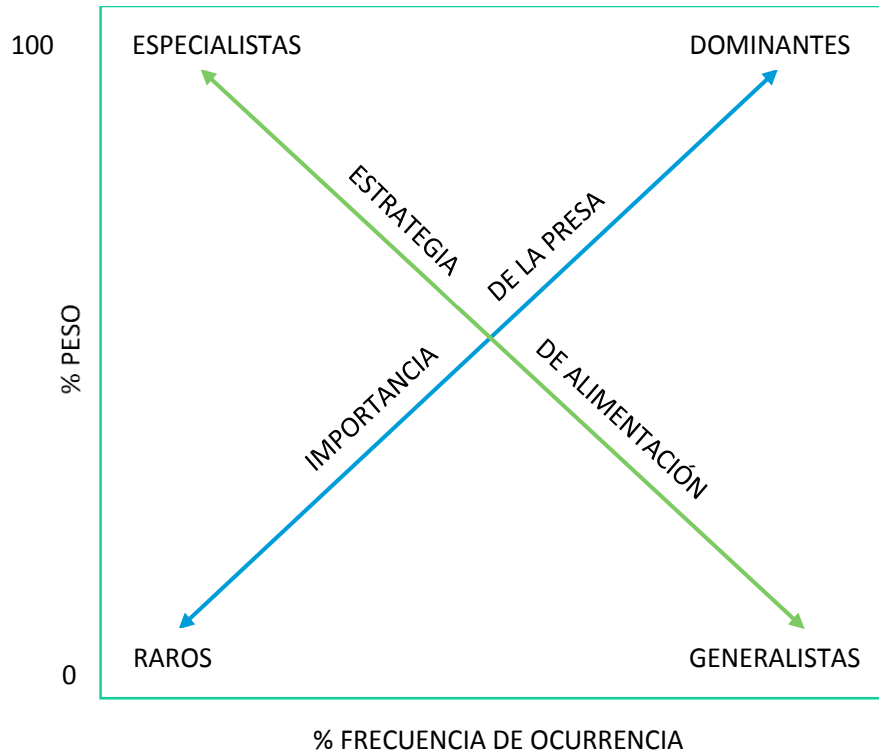 100
ESPECIALISTAS
DOMINANTES
ESTRATEGIA
DE LA PRESA
% PESO
IMPORTANCIA
DE ALIMENTACIÓN
RAROS
GENERALISTAS
0
% FRECUENCIA DE OCURRENCIA